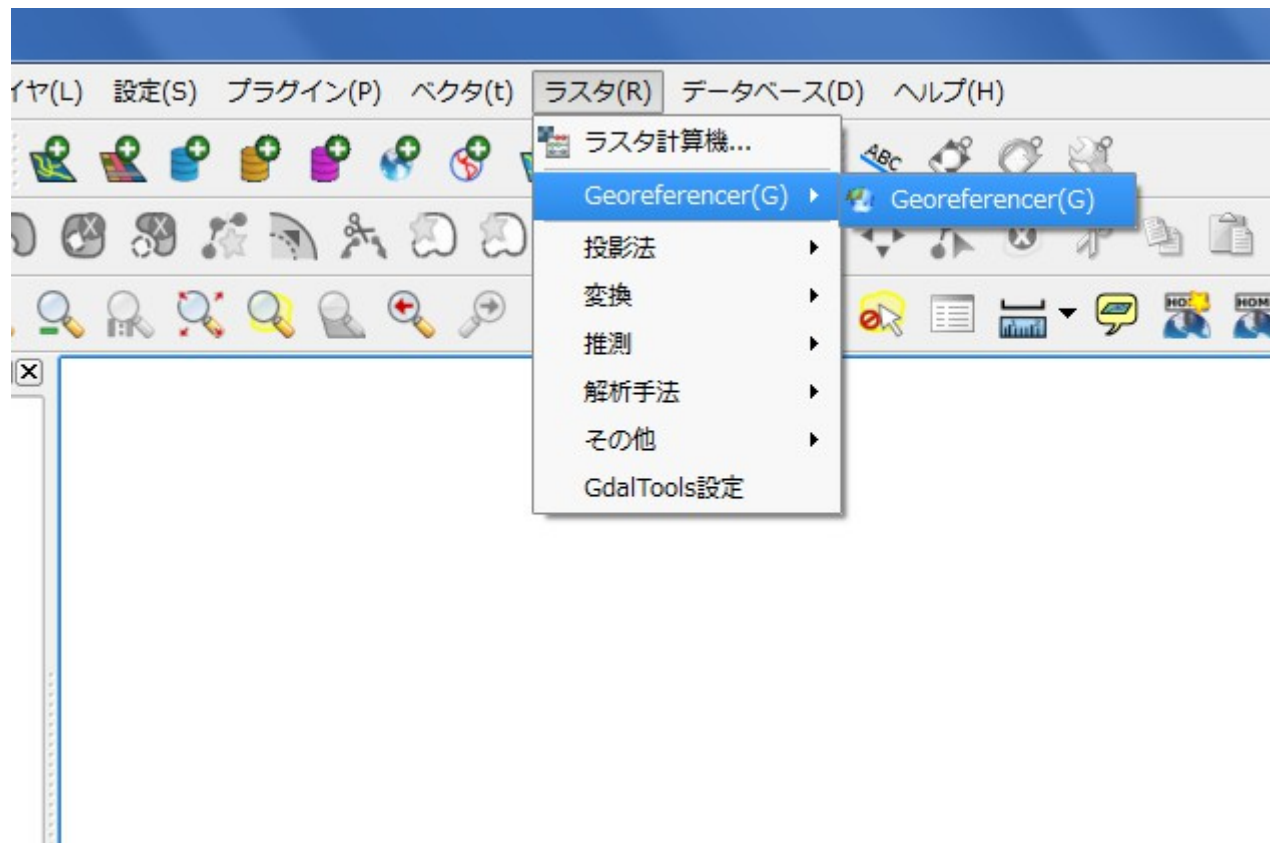 イヤ(L) 設定(S) プラグイン(P) ベクタ(t) ラスタ(R) データベース(D) ヘルプ(H)
ラスタ計算機...
ABC
Georeferencer(G) Georeferencer(G)
投影法
変換
HOME HOM
推測
解析手法
その他
GdalTools設定